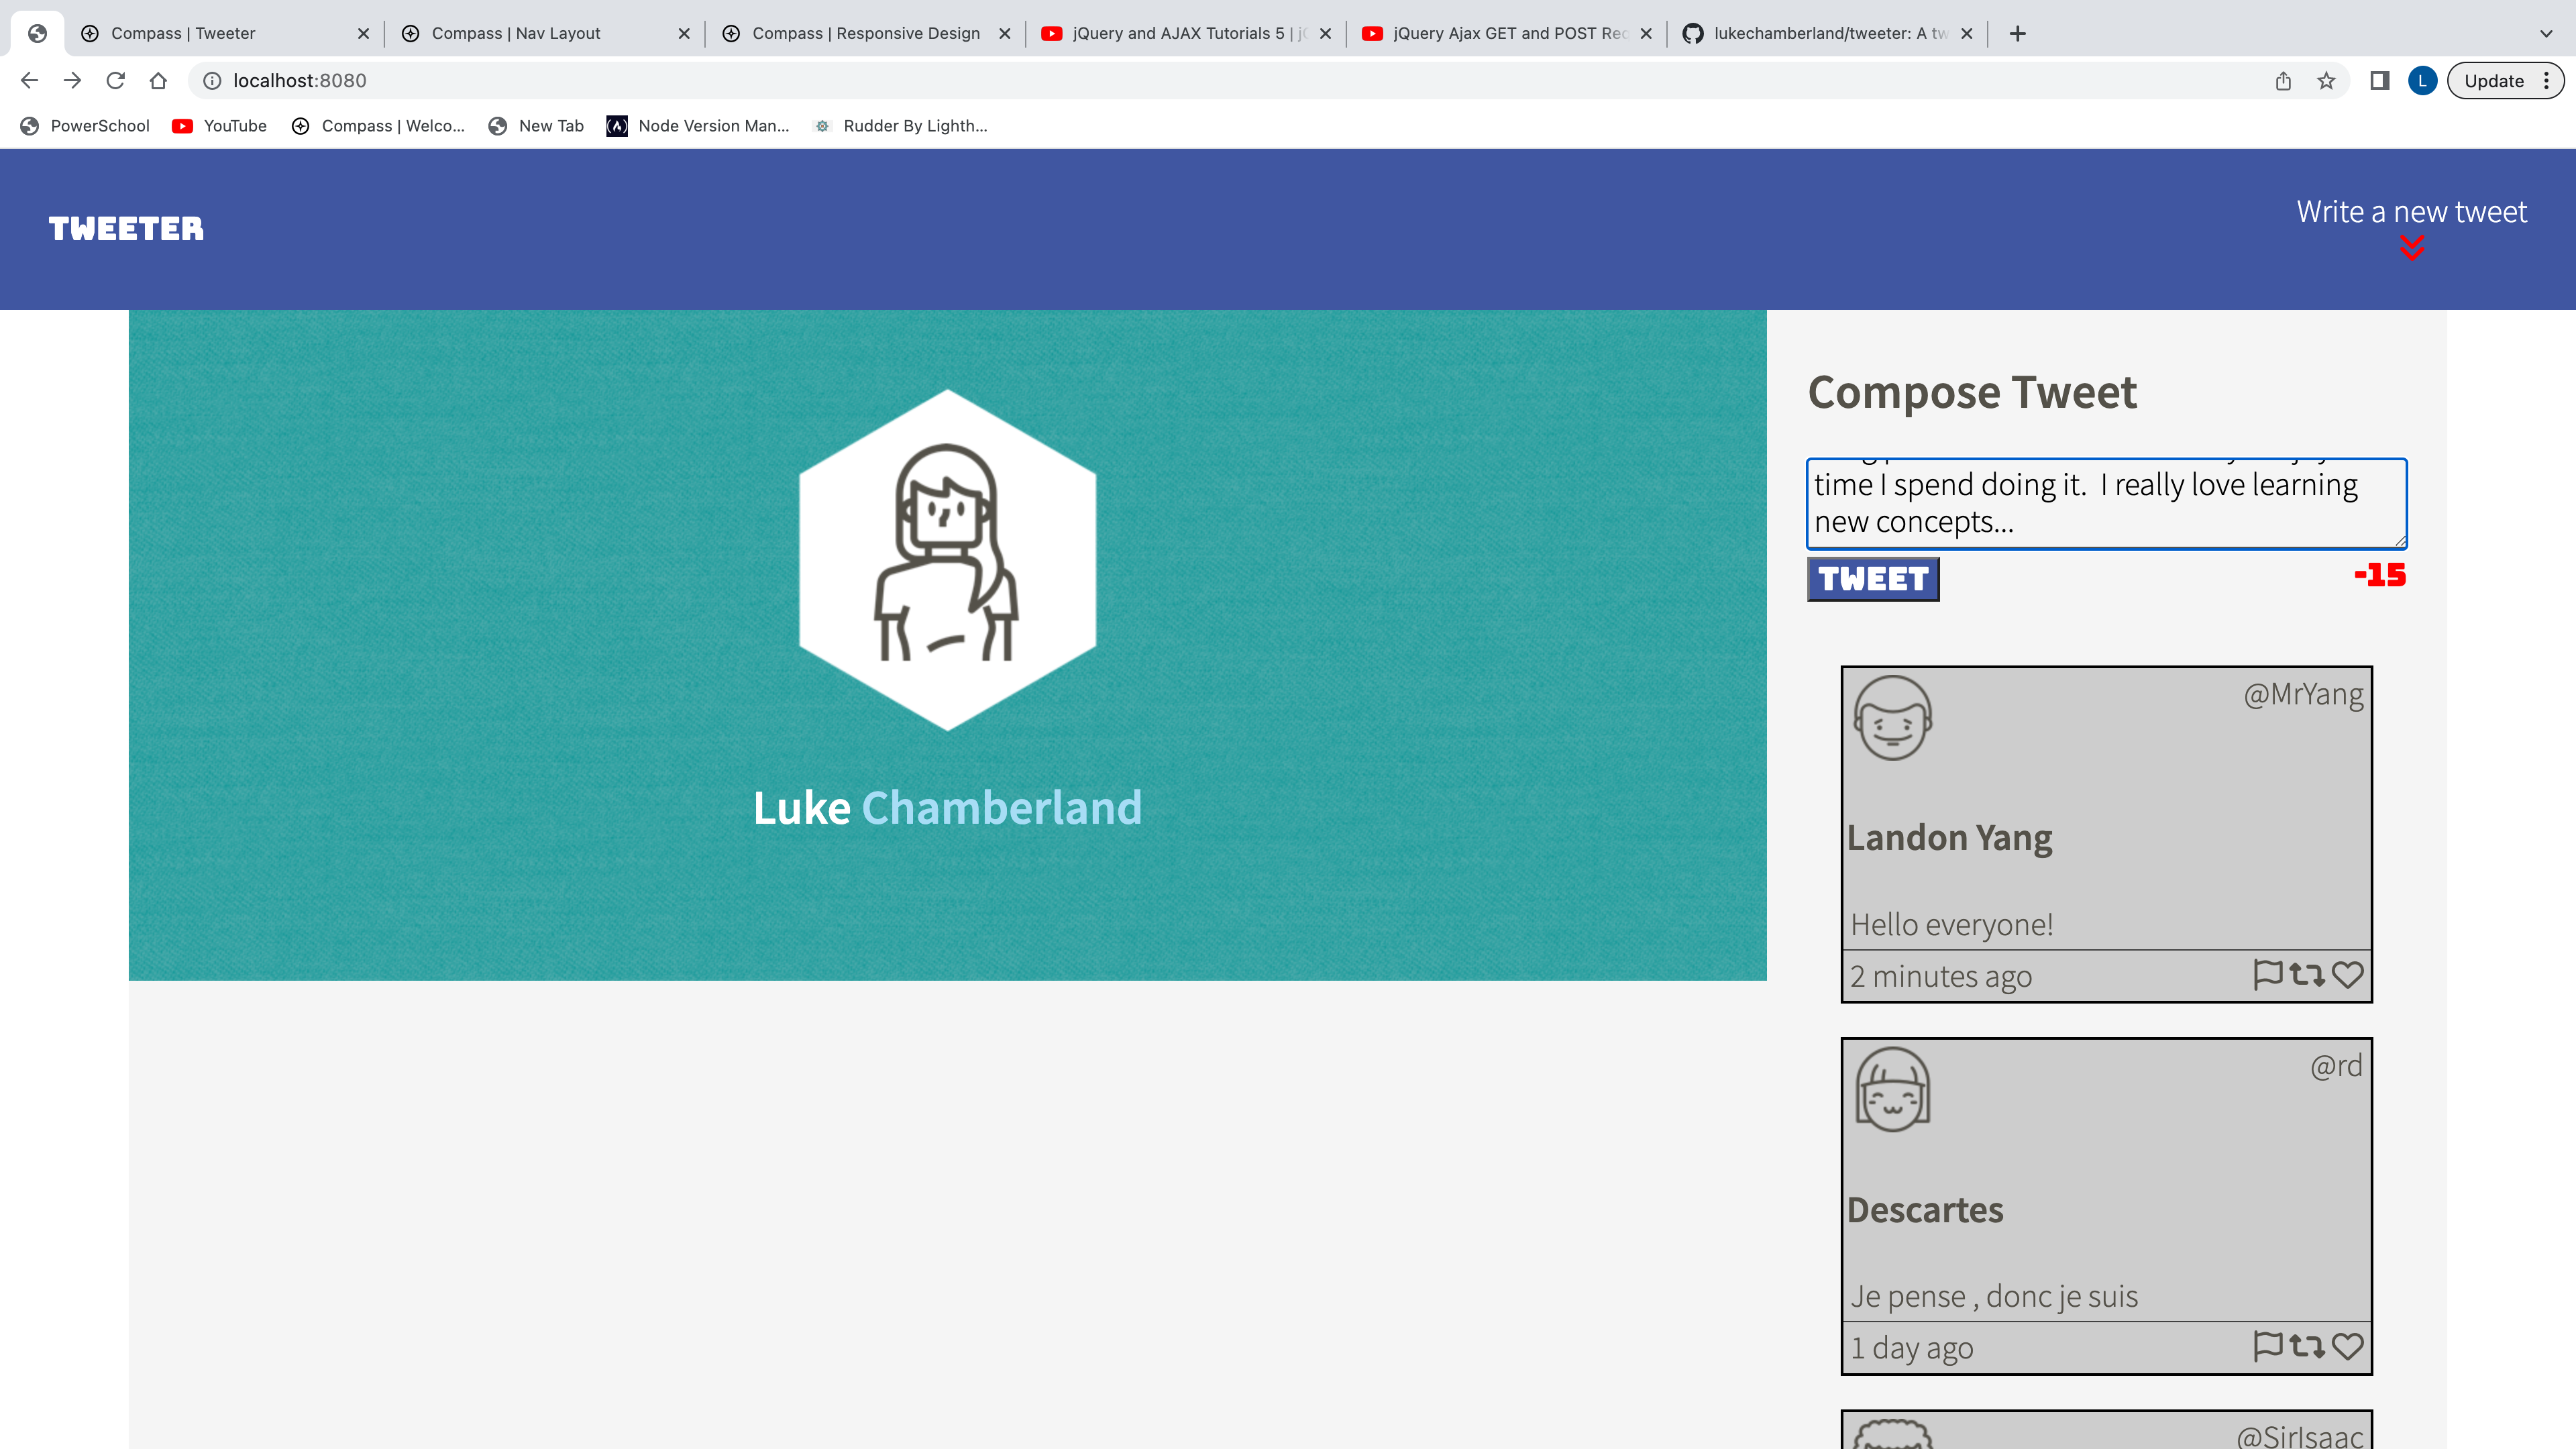 Compass | Tweeter
Compass | Nav Layout
Compass | Responsive Design
jQuery and AJAX Tutorials 5 |
jQuery Ajax GET and POST
lukechamberland/tweeter: A
localhost:8080
L
Update
PowerSchool
YouTube
Compass | Welco...
New Tab
Node Version Man...
Rudder By Lighth...
TWEETER
Write a new tweet
Compose Tweet
time I spend doing it. I really love learning
new concepts...
TWEET
-15
Luke Chamberland
@MrYang
Landon Yang
Hello everyone!
2 minutes ago
@rd
Descartes
Je pense , donc je suis
1 day ago
@SirIsaac